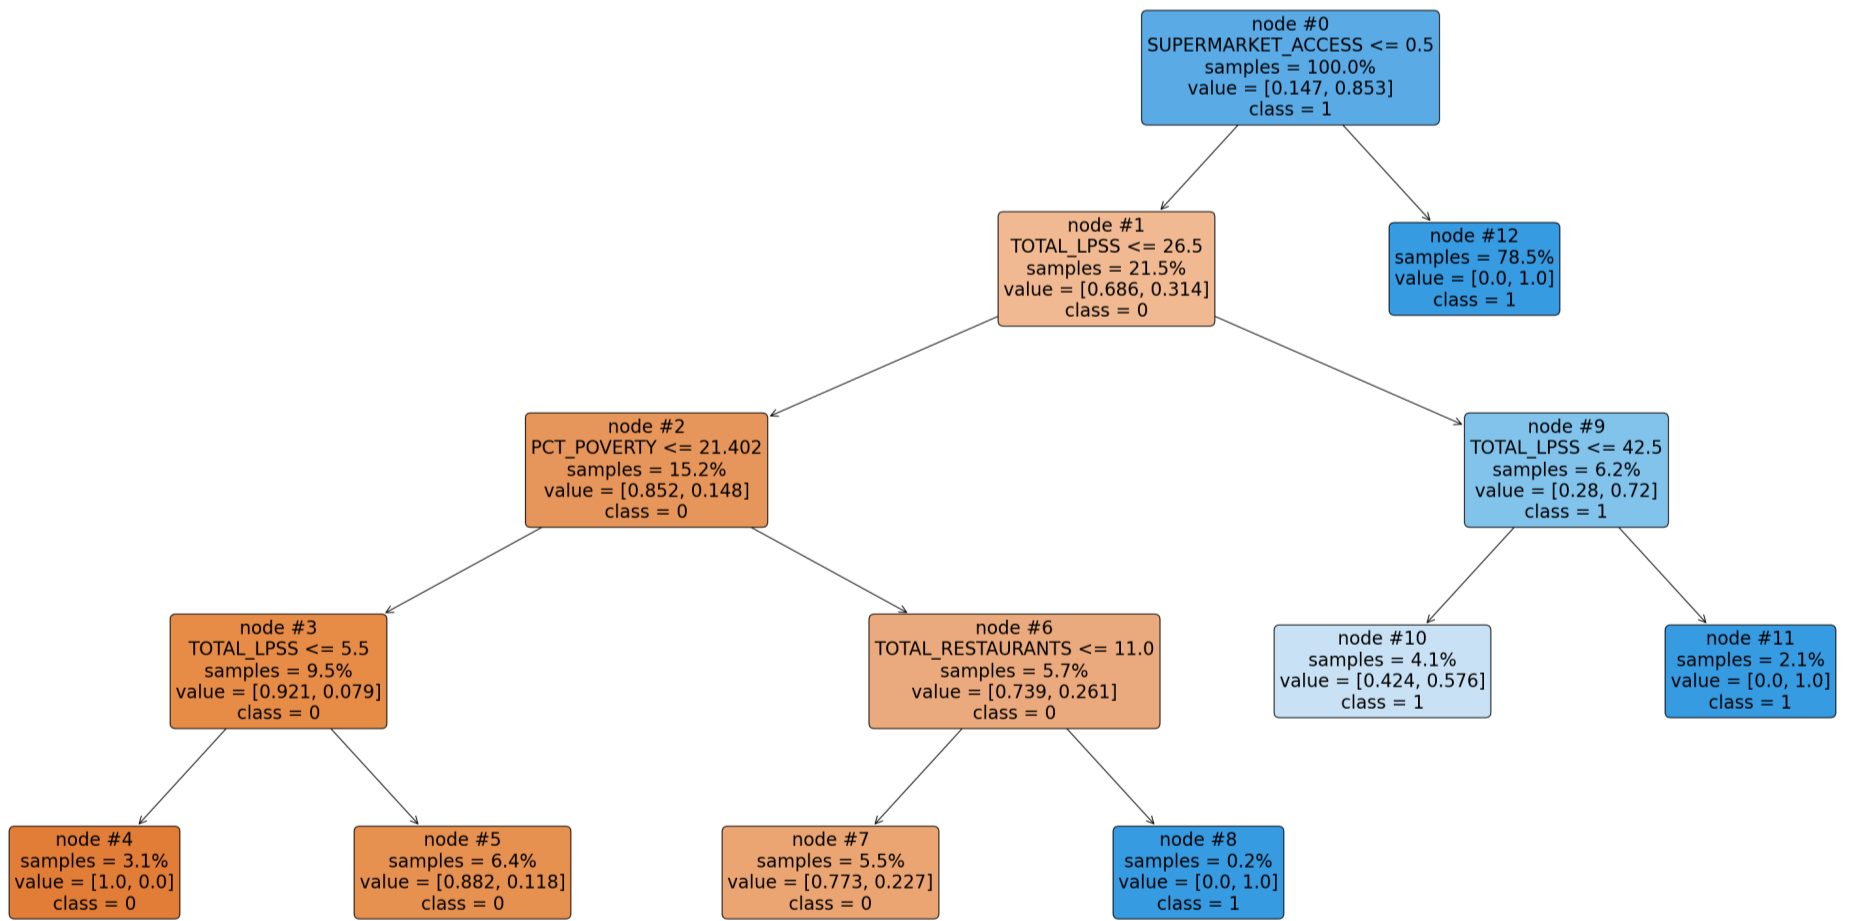 node #0
SUPERMARKET_ACCESS <= 0.5
samples = 100.0%
value = [0.147, 0.853]
class = 1
node #1
TOTAL_LPSS <= 26.5
samples = 21.5%
value = [0.686, 0.314]
class = 0
node #12
samples = 78.5%
value = [0.0, 1.0]
class = 1
node #2
PCT_POVERTY <= 21.402
samples = 15.2%
value = [0.852, 0.148]
class = 0
node #9
TOTAL_LPSS <= 42.5
samples = 6.2%
value = [0.28, 0.72]
class = 1
node #3
TOTAL_LPSS <= 5.5
samples = 9.5%
value = [0.921, 0.079]
class = 0
node #6
TOTAL_RESTAURANTS <= 11.0
samples = 5.7%
value = [0.739, 0.261]
class = 0
node #10
samples = 4.1%
value = [0.424, 0.576]
class = 1
node #11
samples = 2.1%
value = [0.0, 1.0]
class = 1
node #4
samples = 3.1%
value = [1.0, 0.0]
class = 0
node #5
samples = 6.4%
value = [0.882, 0.118]
class = 0
node #7
samples = 5.5%
value = [0.773, 0.227]
class = 0
node #8
samples = 0.2%
value = [0.0, 1.0]
class = 1